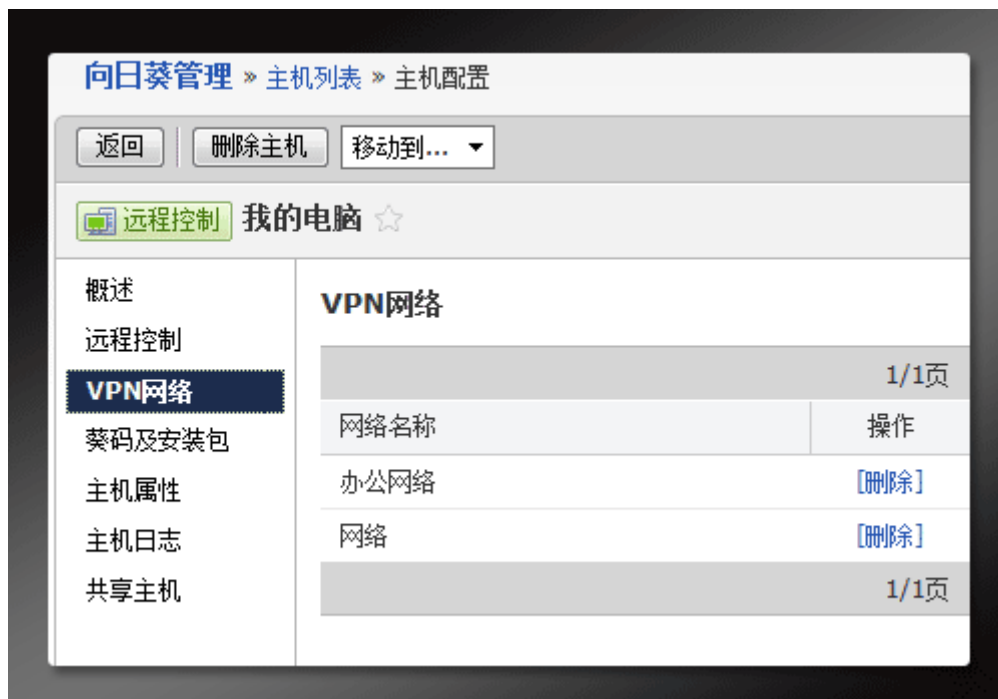 向日葵管理 » 主机列表 » 主机配置
返回 删除主机 移动到...
远程控制 我的电脑
概述
远程控制
VPN网络
葵码及安装包
主机属性
主机日志
共享主机
VPN网络
1/1页
网络名称 操作
办公网络 [删除]
网络 [删除]
1/1页